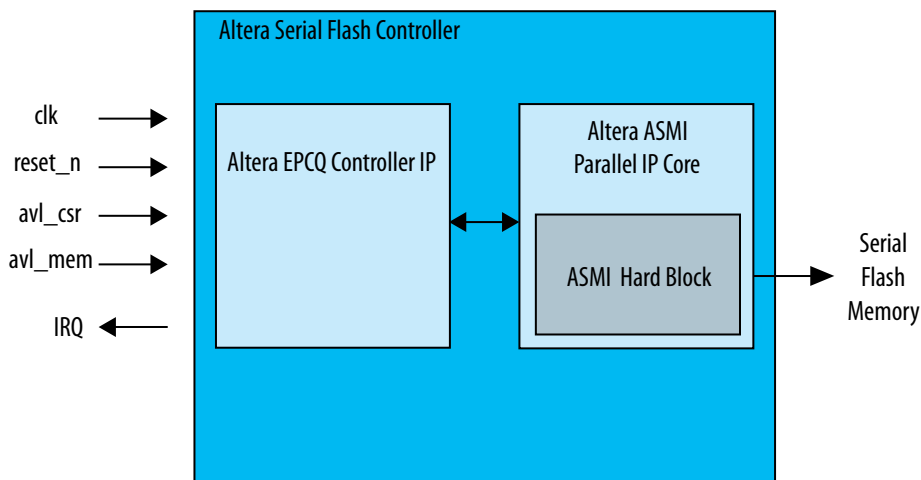 Altera Serial Flash Controller
clk
reset_n
avl_csr
avl_mem
IRQ
Altera EPCQ Controller IP
Altera ASMI
Parallel IP Core
ASMI Hard Block
Serial
Flash
Memory